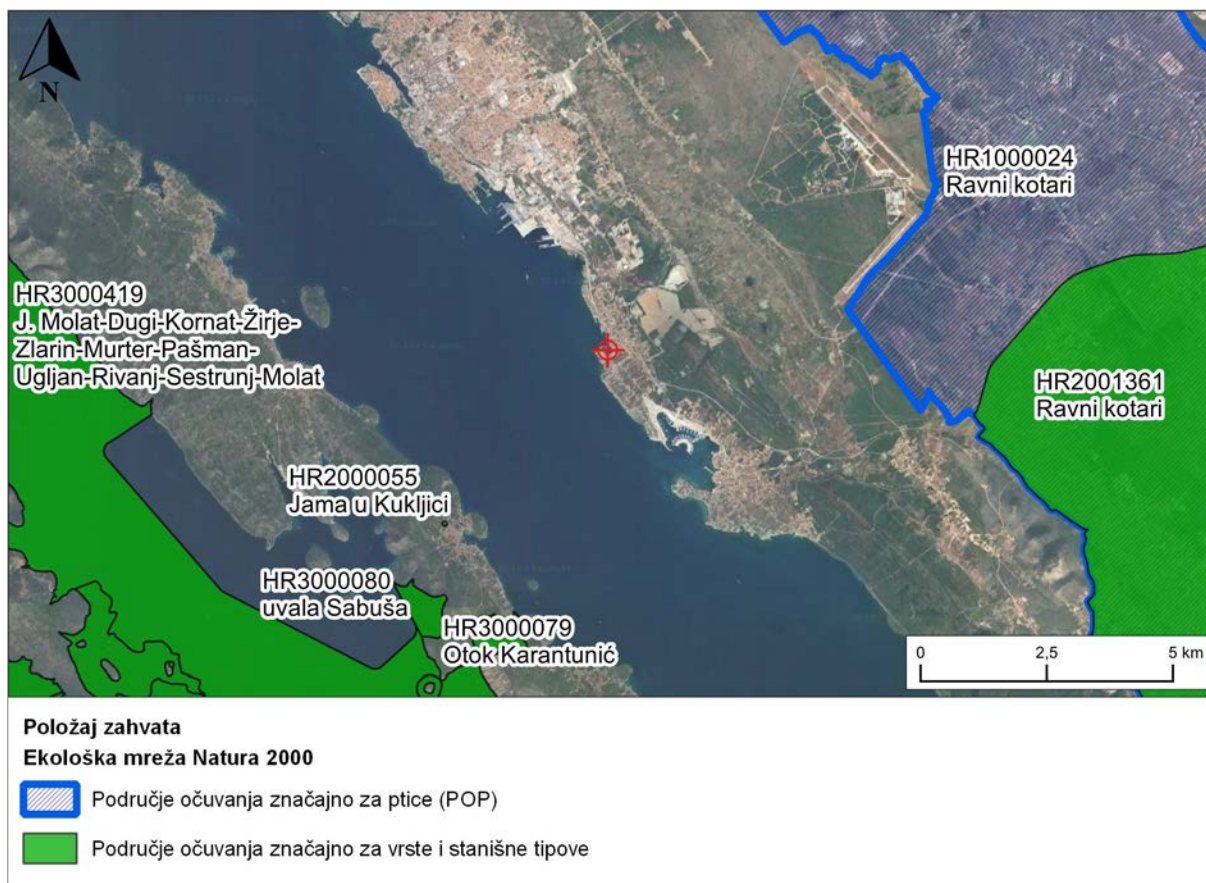 N
HR1000024
Ravni kotari
HR3000419
J. Molat-Dugi-Kornat-Žirje-
Zlarin-Murter-Pašman-
Ugljan-Rivanj-Sestrunj-Molat
HR2001361
Ravni kotari
HR2000055
Jama u Kukljici
HR3000080
uvala Sabuša
HR3000079
Otok Karantunić
0 2,5 5 km
Položaj zahvata
Ekološka mreža Natura 2000
Područje očuvanja značajno za ptice (POP)
Područje očuvanja značajno za vrste i stanišne tipove